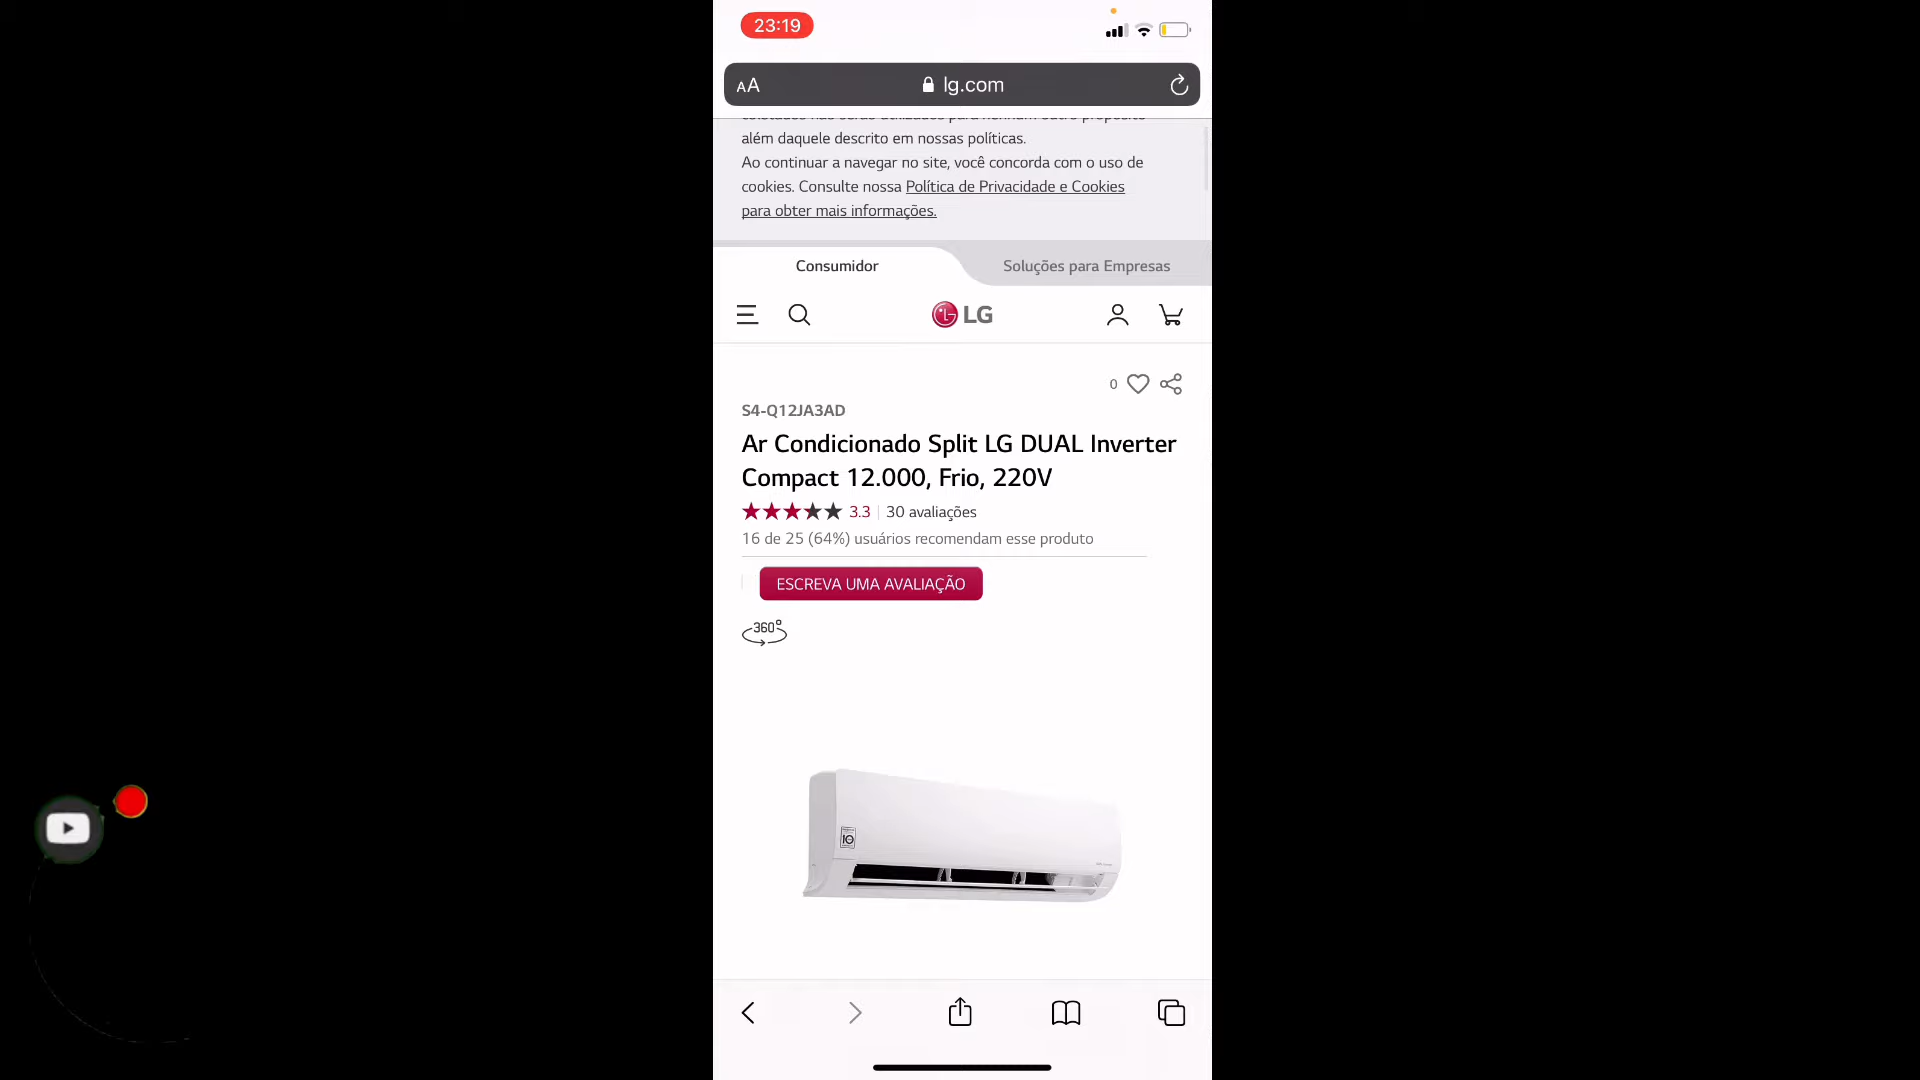 23:19
AA lg.com
além daquele descrito em nossas políticas.
Ao continuar a navegar no site, você concorda com o uso de
cookies. Consulte nossa Política de Privacidade e Cookies
para obter mais informações.
Consumidor
Soluções para Empresas
LG
0
S4-Q12JA3AD
Ar Condicionado Split LG DUAL Inverter
Compact 12.000, Frio, 220V
3.3 30 avaliações
16 de 25 (64%) usuários recomendam esse produto
ESCREVA UMA AVALIAÇÃO
360°
10